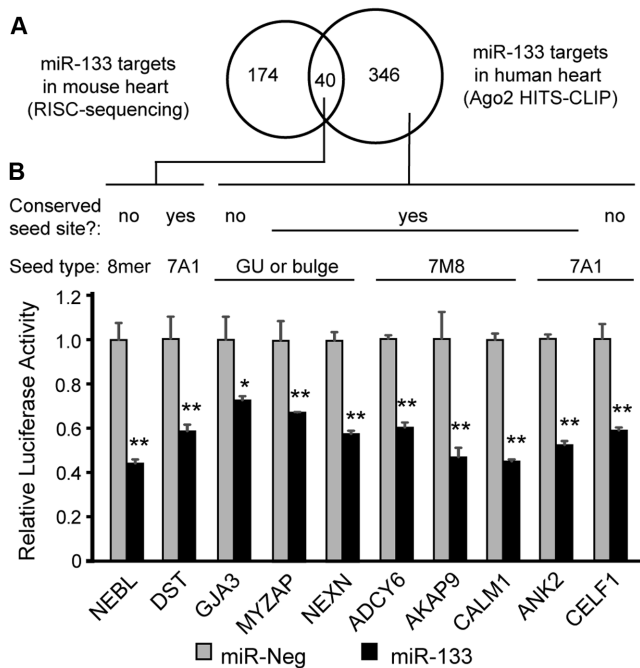 A
miR-133 targets
in mouse heart
(RISC-sequencing)
174
40
346
miR-133 targets
in human heart
(Ago2 HITS-CLIP)
B
Conserved
seed site?:
no
yes
no
yes
no
Seed type:
8mer
7A1
GU or bulge
7M8
7A1
Relative Luciferase Activity
1.2
1.0
0.8
0.6
0.4
0.2
0
**
**
*
**
**
**
**
**
**
**
NEBL
DST
GJA3
MYZAP
NEXN
ADCY6
AKAP9
CALM1
ANK2
CELF1
miR-Neg
miR-133